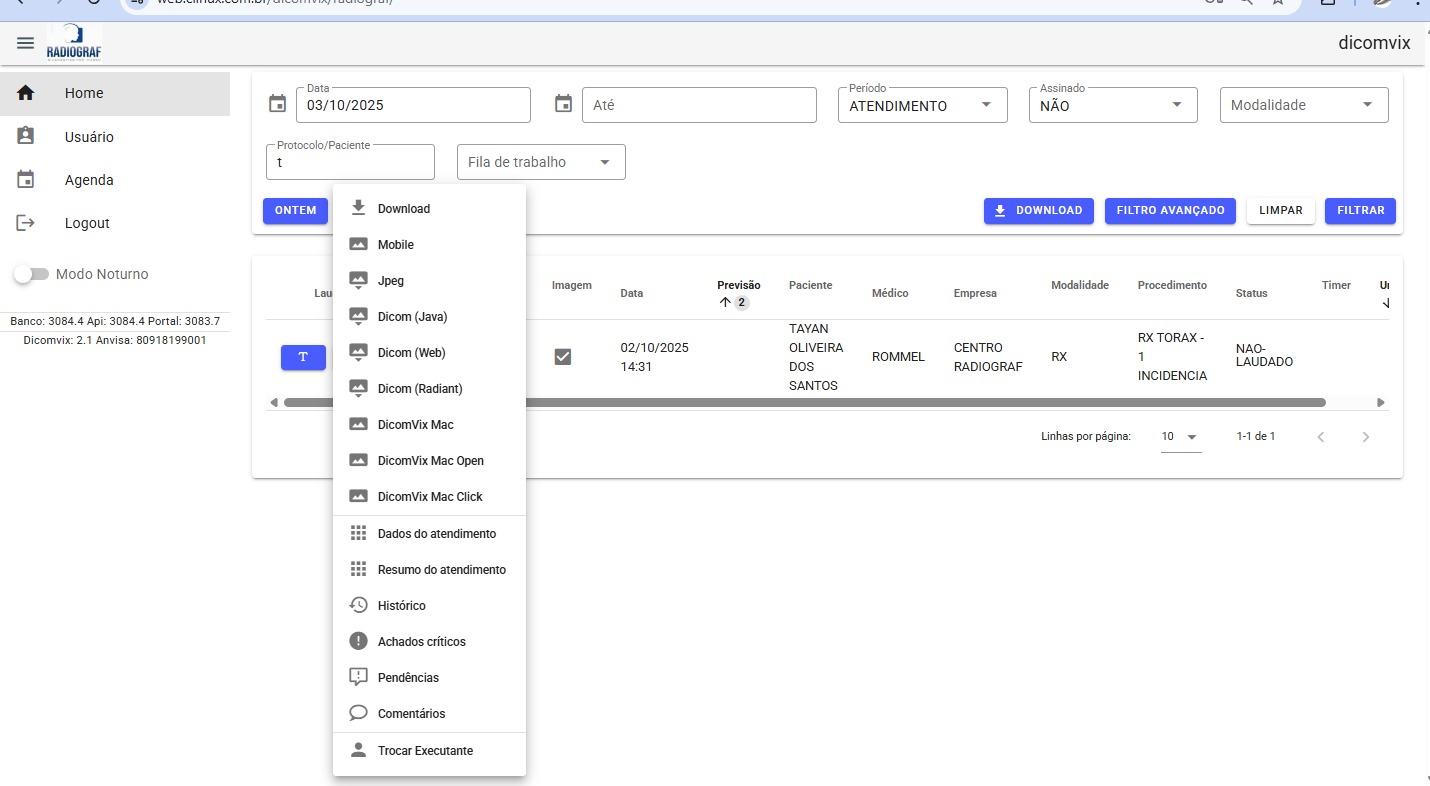 web.clinux.com.br/dicomvix/radiograf/
RADIOGRAF
dicomvix
Home
Usuário
Agenda
Logout
Modo Noturno
Banco: 3084.4 Api: 3084.4 Portal: 3083.7
Dicomvix: 2.1 Anvisa: 80918199001
Data
03/10/2025
Até
Período
ATENDIMENTO
Assinado
NÃO
Modalidade
Protocolo/Paciente
t
Fila de trabalho
ONTEM
DOWNLOAD
FILTRO AVANÇADO
LIMPAR
FILTRAR
Download
Mobile
Jpeg
Dicom (Java)
Dicom (Web)
Dicom (Radiant)
DicomVix Mac
DicomVix Mac Open
DicomVix Mac Click
Dados do atendimento
Resumo do atendimento
Histórico
Achados críticos
Pendências
Comentários
Trocar Executante
Imagem
Data
Previsão
2
Paciente
Médico
Empresa
Modalidade
Procedimento
Status
Timer
T
02/10/2025
14:31
TAYAN
OLIVEIRA
DOS
SANTOS
ROMMEL
CENTRO
RADIOGRAF
RX
RX TORAX -
1
INCIDENCIA
NAO-
LAUDADO
Linhas por página:
10
1-1 de 1